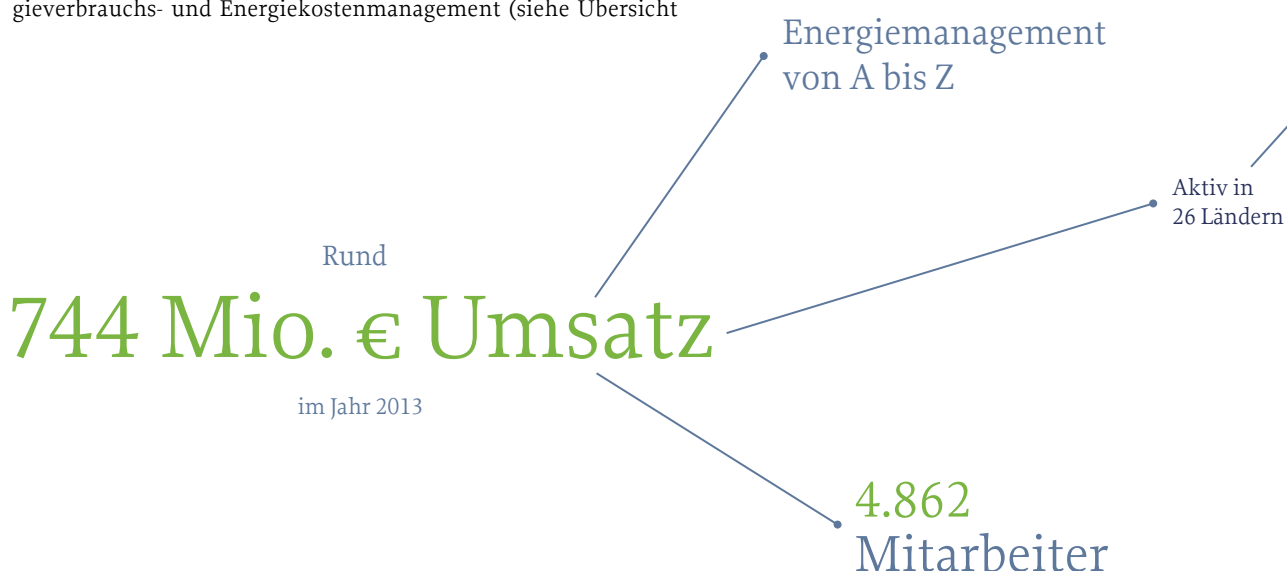 gieverbrauchs- und Energiekostenmanagement (siehe Übersicht
Energiemanagement
von A bis Z
Aktiv in
26 Ländern
Rund
744 Mio. € Umsatz
im Jahr 2013
4.862
Mitarbeiter